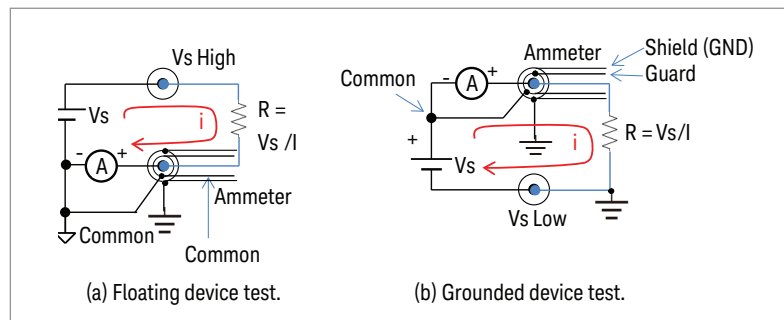 Vs High
Vs
i
R =
Vs /I
-
A
+
Ammeter
Common
Common
(a) Floating device test.
Ammeter
Shield (GND)
Guard
Common
-
A
+
+
Vs
i
R = Vs/I
Vs Low
(b) Grounded device test.